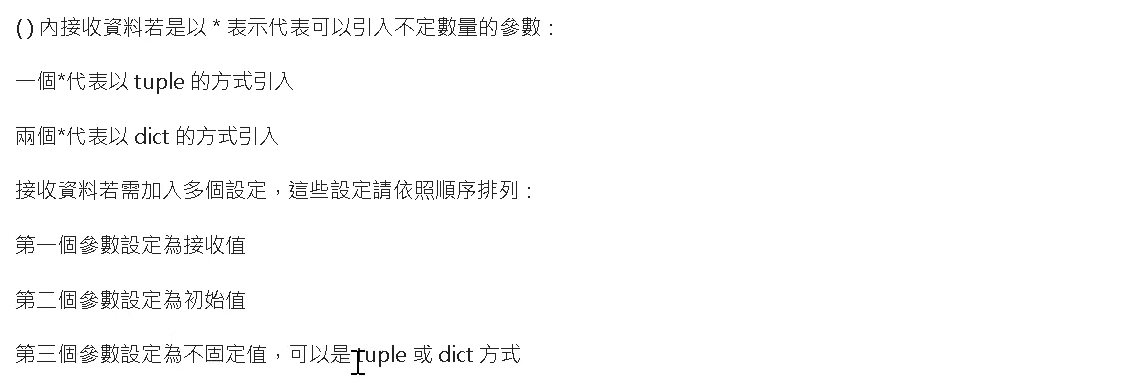 ( ) 內接收資料若是以 * 表示代表可以引入不定數量的參數：
一個*代表以 tuple 的方式引入
兩個*代表以 dict 的方式引入
接收資料若需加入多個設定，這些設定請依照順序排列：
第一個參數設定為接收值
第二個參數設定為初始值
第三個參數設定為不固定值，可以是 tuple 或 dict 方式